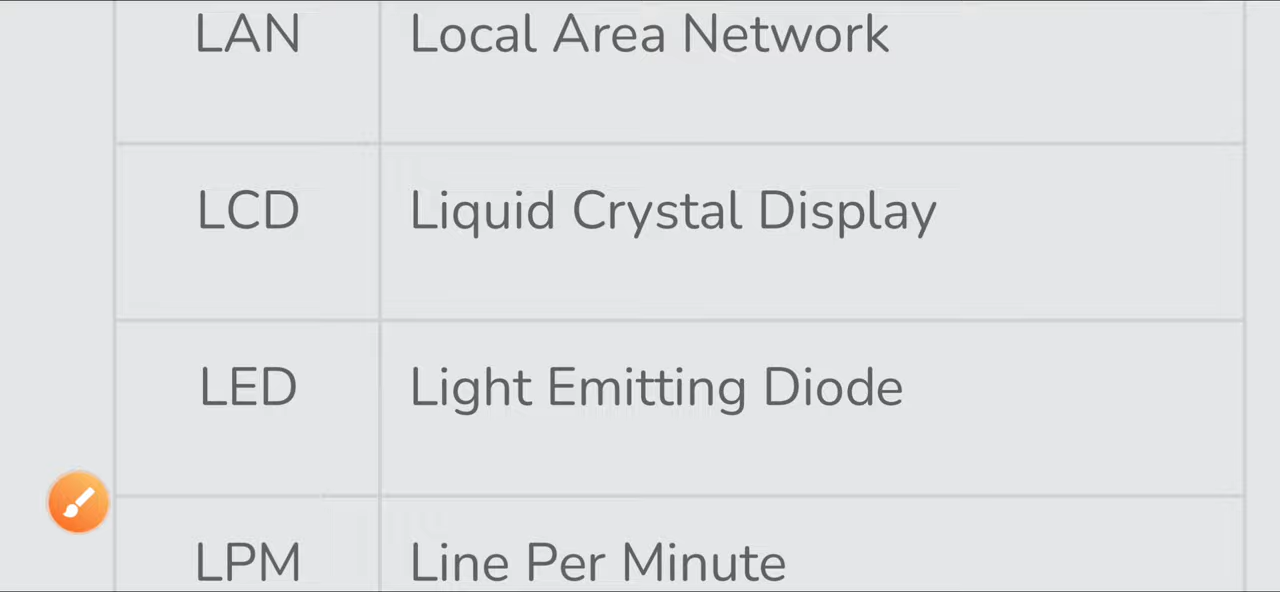 LAN Local Area Network
LCD Liquid Crystal Display
LED Light Emitting Diode
LPM Line Per Minute